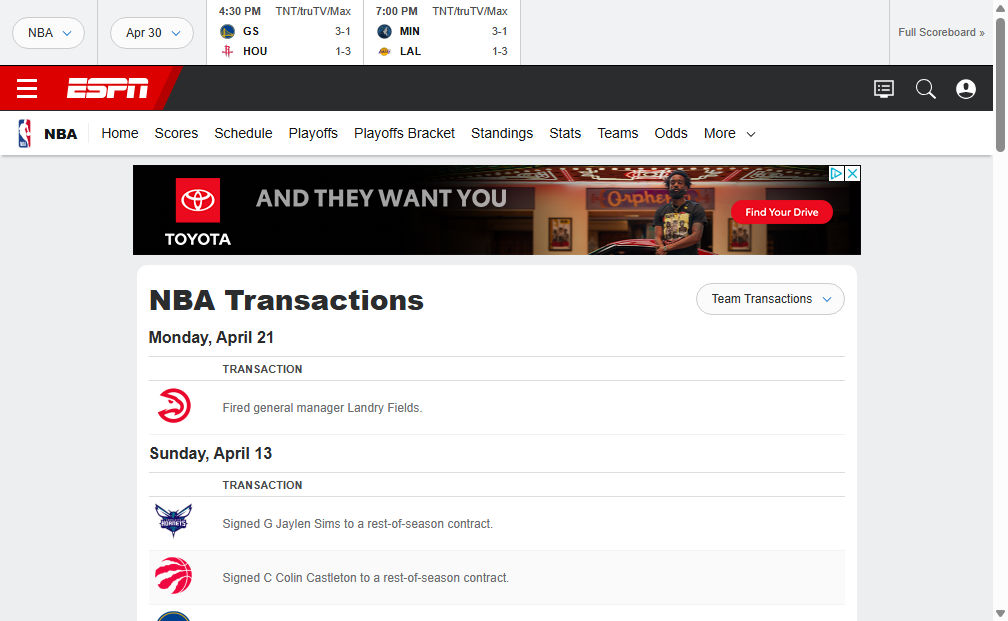 NBA
Apr 30
4:30 PM TNT/truTV/Max
GS 3-1
HOU 1-3
7:00 PM TNT/truTV/Max
MIN 3-1
LAL 1-3
Full Scoreboard »
ESPN
NBA Home Scores Schedule Playoffs Playoffs Bracket Standings Stats Teams Odds More
TOYOTA
AND THEY WANT YOU
Orpheu
Find Your Drive
NBA Transactions
Team Transactions
Monday, April 21
TRANSACTION
Fired general manager Landry Fields.
Sunday, April 13
TRANSACTION
HORNETS
Signed G Jaylen Sims to a rest-of-season contract.
Signed C Colin Castleton to a rest-of-season contract.